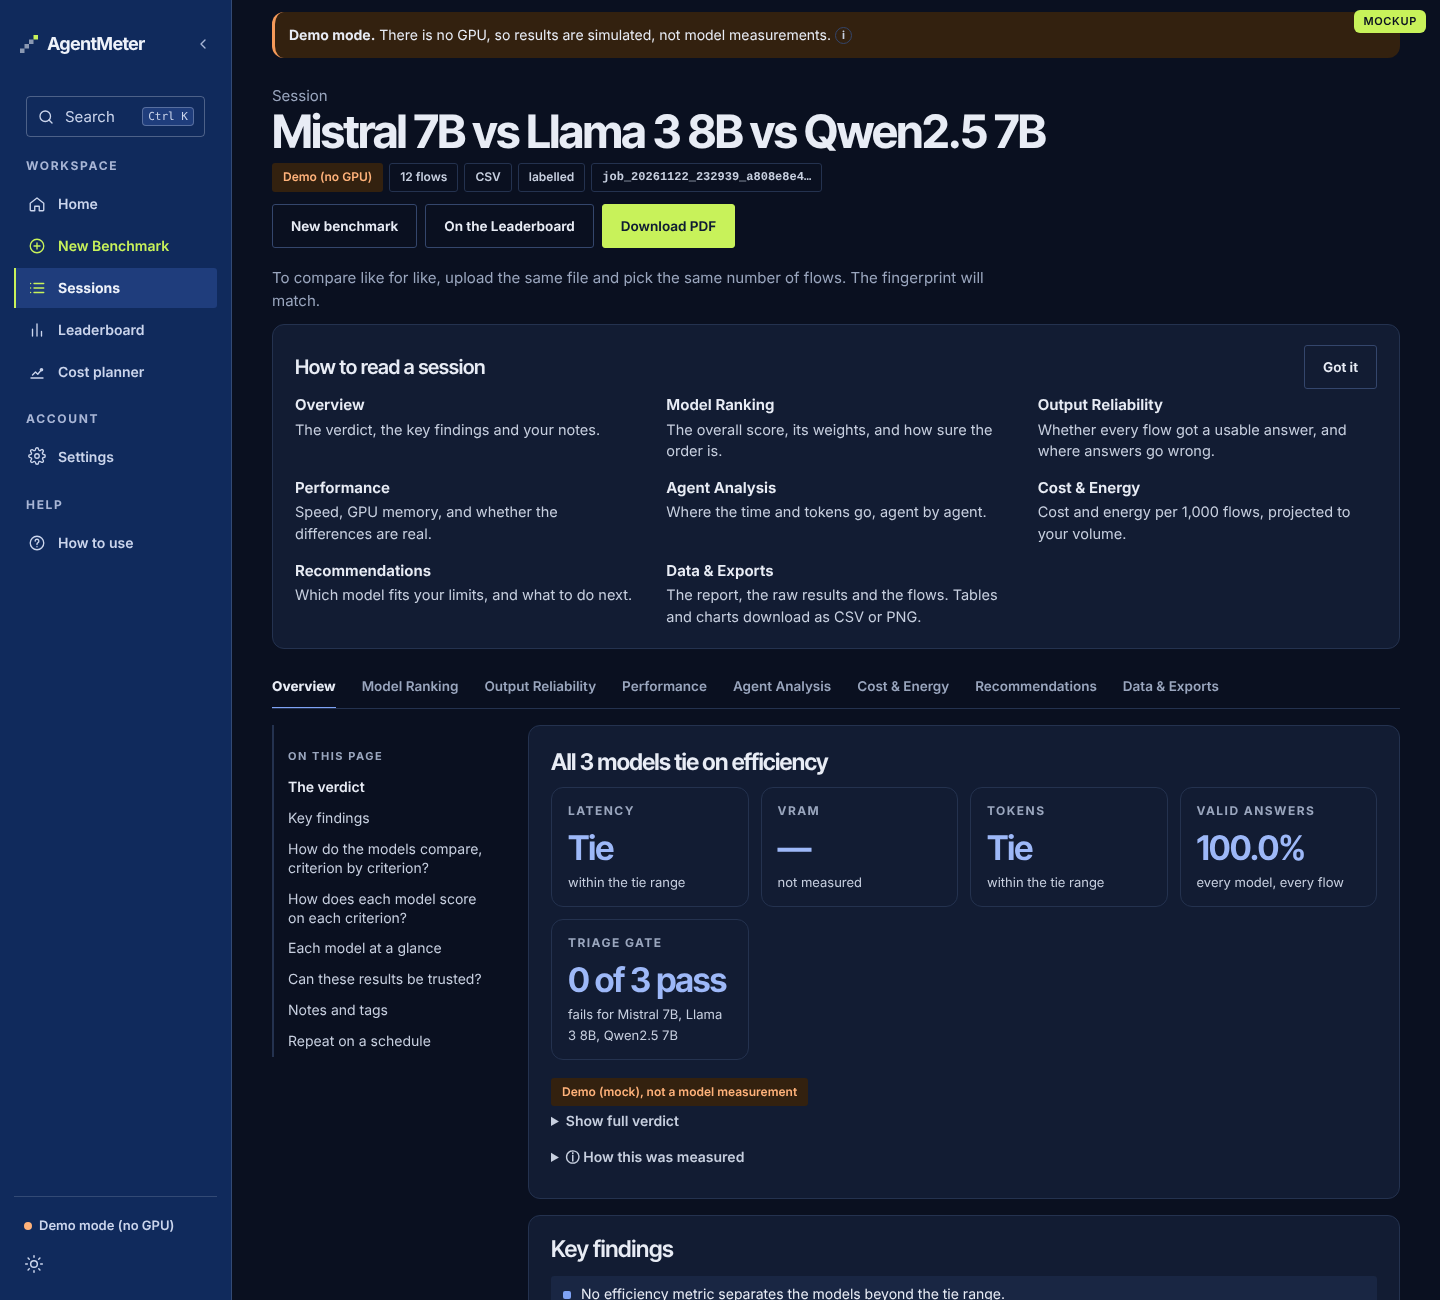 AgentMeter
Search
Ctrl K
WORKSPACE
Home
New Benchmark
Sessions
Leaderboard
Cost planner
ACCOUNT
Settings
HELP
How to use
Demo mode (no GPU)
MOCKUP
Demo mode. There is no GPU, so results are simulated, not model measurements. i
Session
Mistral 7B vs Llama 3 8B vs Qwen2.5 7B
Demo (no GPU)
12 flows
CSV
labelled
job_20261122_232939_a808e8e4…
New benchmark
On the Leaderboard
Download PDF
To compare like for like, upload the same file and pick the same number of flows. The fingerprint will
match.
How to read a session
Got it
Overview
The verdict, the key findings and your notes.
Model Ranking
The overall score, its weights, and how sure the
order is.
Output Reliability
Whether every flow got a usable answer, and
where answers go wrong.
Performance
Speed, GPU memory, and whether the
differences are real.
Agent Analysis
Where the time and tokens go, agent by agent.
Cost & Energy
Cost and energy per 1,000 flows, projected to
your volume.
Recommendations
Which model fits your limits, and what to do next.
Data & Exports
The report, the raw results and the flows. Tables
and charts download as CSV or PNG.
Overview
Model Ranking
Output Reliability
Performance
Agent Analysis
Cost & Energy
Recommendations
Data & Exports
ON THIS PAGE
The verdict
Key findings
How do the models compare,
criterion by criterion?
How does each model score
on each criterion?
Each model at a glance
Can these results be trusted?
Notes and tags
Repeat on a schedule
All 3 models tie on efficiency
LATENCY
Tie
within the tie range
VRAM
—
not measured
TOKENS
Tie
within the tie range
VALID ANSWERS
100.0%
every model, every flow
TRIAGE GATE
0 of 3 pass
fails for Mistral 7B, Llama
3 8B, Qwen2.5 7B
Demo (mock), not a model measurement
Show full verdict
ⓘ How this was measured
Key findings
No efficiency metric separates the models beyond the tie range.